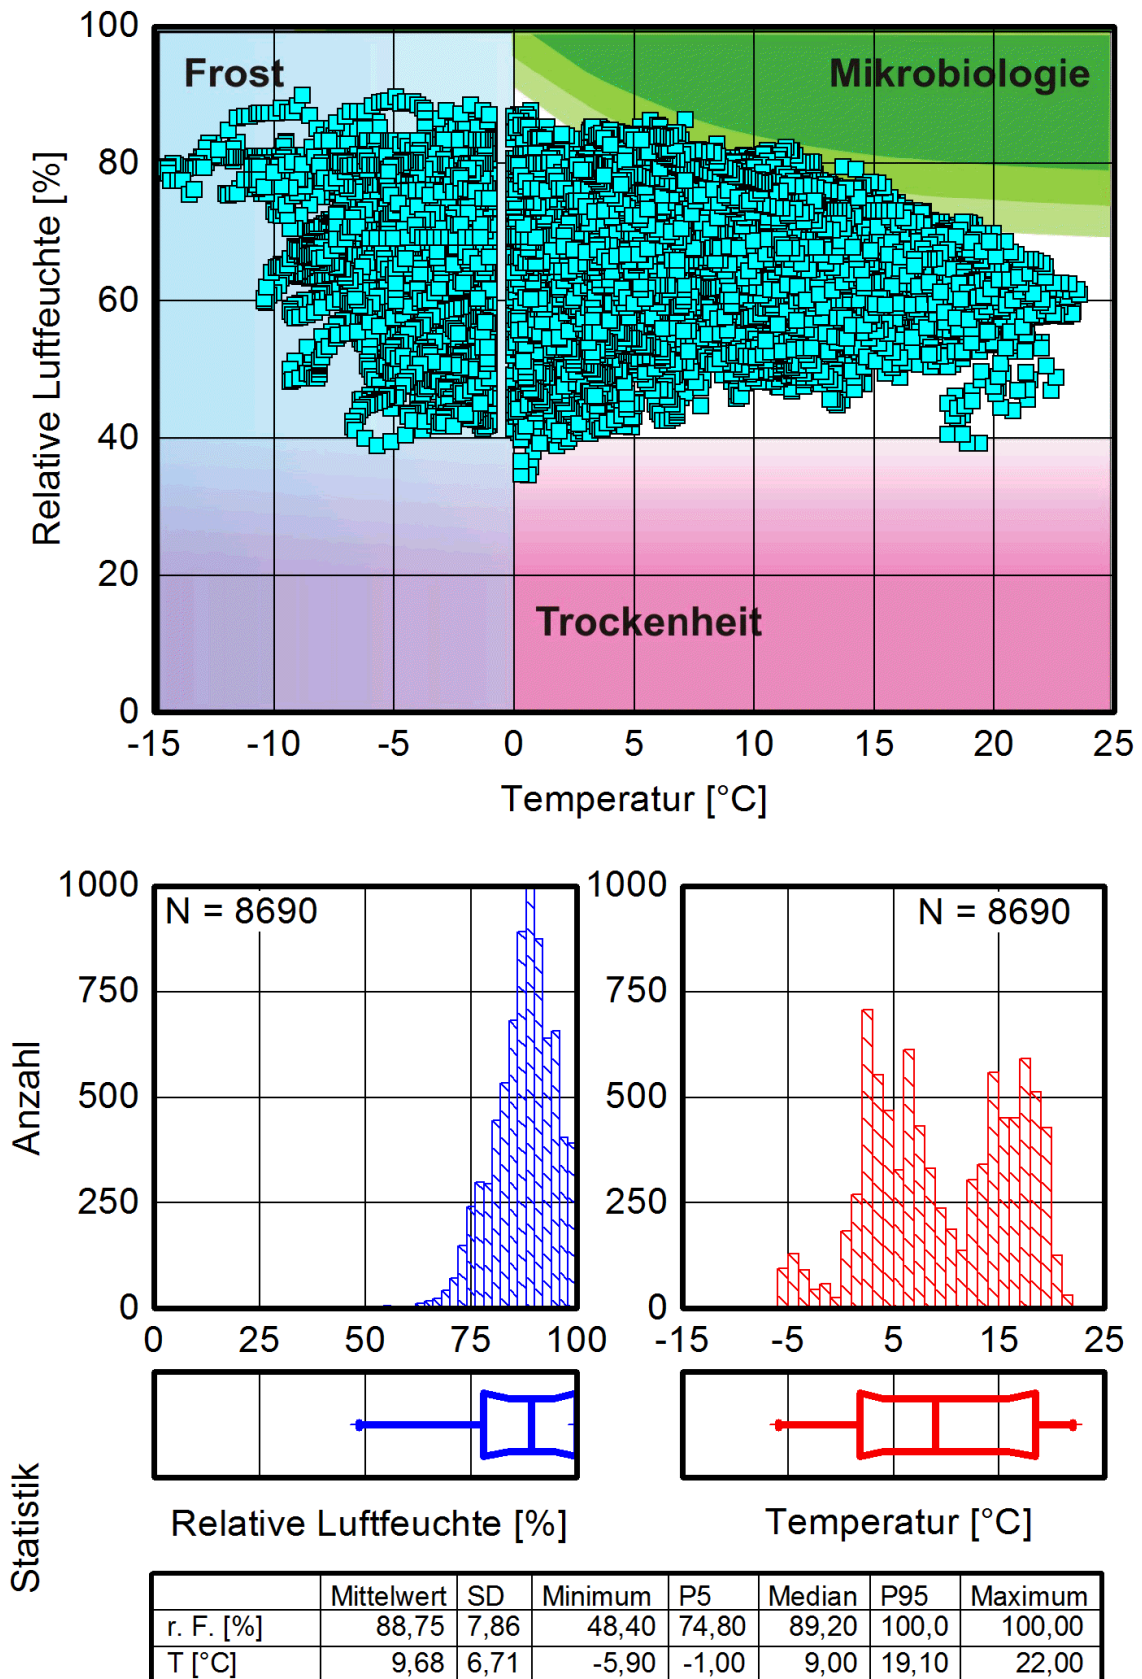 100
80
60
40
20
0
Relative Luftfeuchte [%]
Frost
Mikrobiologie
Trockenheit
-15 -10 -5 0 5 10 15 20 25
Temperatur [°C]
Anzahl
1000
750
500
250
0
N = 8690
0 25 50 75 100
1000
750
500
250
0
N = 8690
-15 -5 5 15 25
Statistik
Relative Luftfeuchte [%]
Temperatur [°C]
Mittelwert SD Minimum P5 Median P95 Maximum
r. F. [%] 88,75 7,86 48,40 74,80 89,20 100,0 100,00
T [°C] 9,68 6,71 -5,90 -1,00 9,00 19,10 22,00